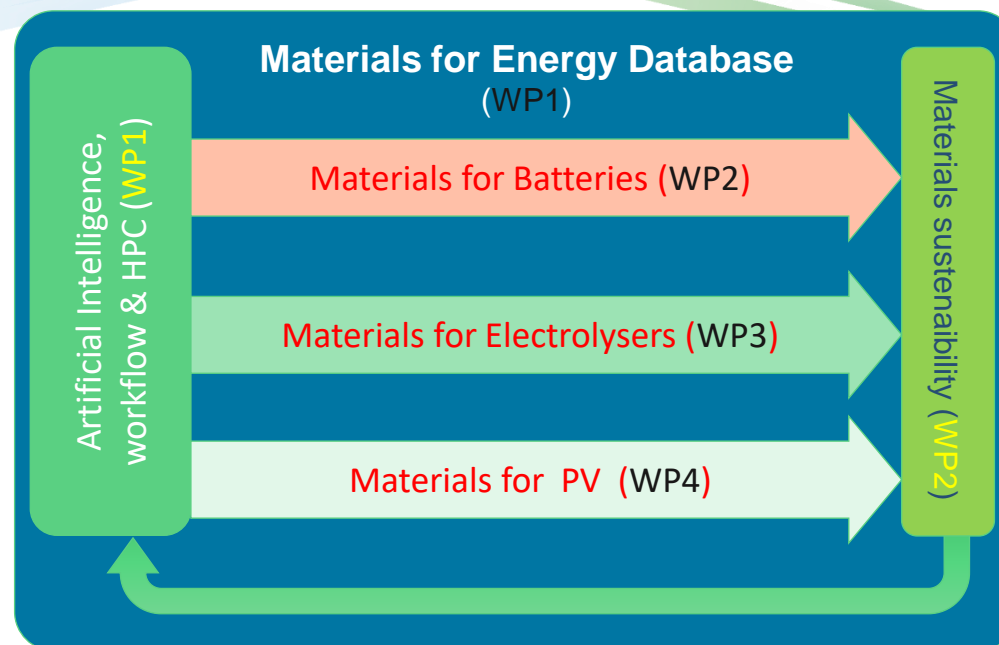 Materials for Energy Database
(WP1)
Artificial Intelligence,
workflow & HPC (WP1)
Materials for Batteries (WP2)
Materials for Electrolysers (WP3)
Materials for  PV  (WP4)
Materials sustenaibility (WP2)